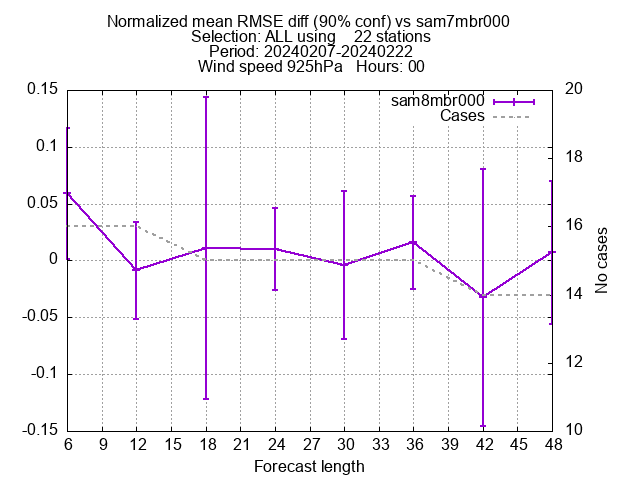 Normalized mean RMSE diff (90% conf) vs sam7mbr000
Selection: ALL using    22 stations
Period: 20240207-20240222
Wind speed 925hPa   Hours: 00
0.15
0.1
0.05
0
-0.05
-0.1
-0.15
sam8mbr000
Cases
20
18
16
14
12
10
No cases
6 9 12 15 18 21 24 27 30 33 36 39 42 45 48
Forecast length